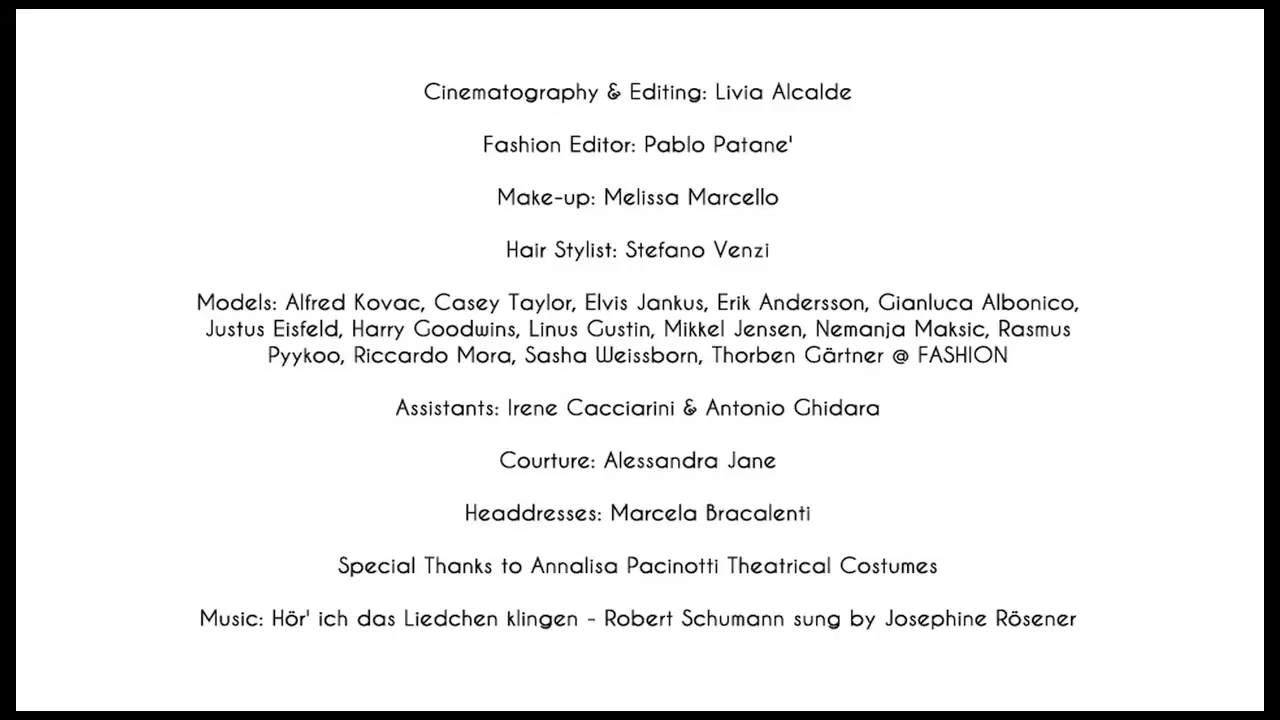 Cinematography & Editing: Livia Alcalde
Fashion Editor: Pablo Patane'
Make-up: Melissa Marcello
Hair Stylist: Stefano Venzi
Models: Alfred Kovac, Casey Taylor, Elvis Jankus, Erik Andersson, Gianluca Albonico,
Justus Eisfeld, Harry Goodwins, Linus Gustin, Mikkel Jensen, Nemanja Maksic, Rasmus
Pyykoo, Riccardo Mora, Sasha Weissborn, Thorben Gärtner @ FASHION
Assistants: Irene Cacciarini & Antonio Ghidara
Courture: Alessandra Jane
Headdresses: Marcela Bracalenti
Special Thanks to Annalisa Pacinotti Theatrical Costumes
Music: Hör' ich das Liedchen klingen - Robert Schumann sung by Josephine Rösener